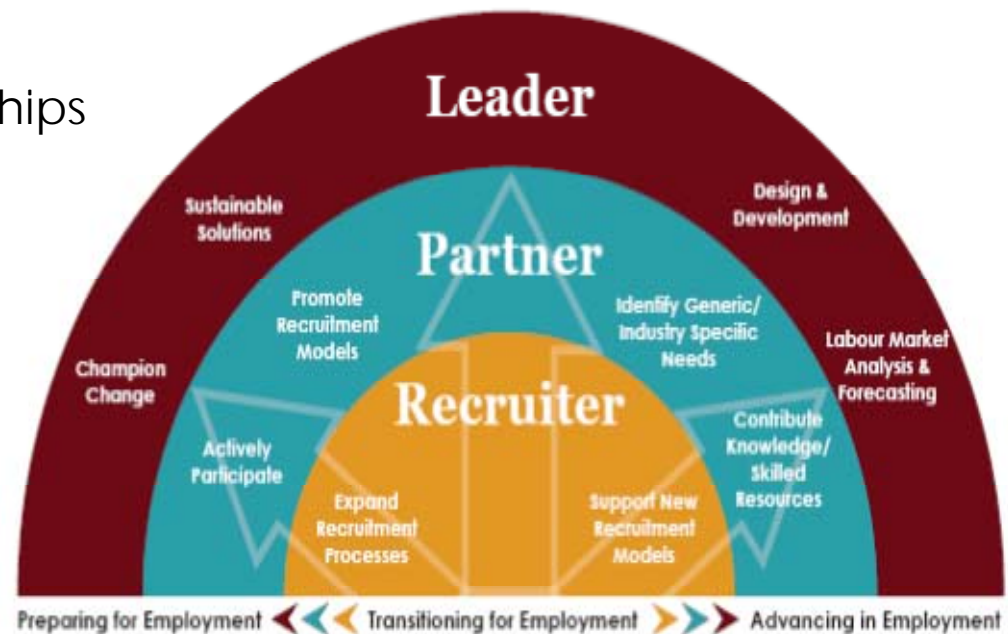 hips
Leader
Sustainable
Solutions
Design &
Development
Partner
Promote
Recruitment
Models
Identify Generic/
Industry Specific
Needs
Champion
Change
Labour Market
Analysis &
Forecasting
Recruiter
Actively
Participate
Contribute
Knowledge/
Skilled
Resources
Expand
Recruitment
Processes
Support New
Recruitment
Models
Preparing for Employment Transitioning for Employment Advancing in Employment